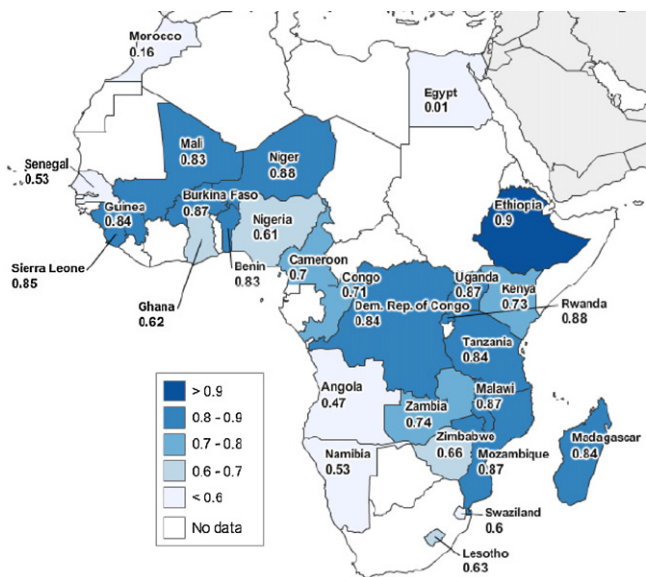 Morocco
0.16
Egypt
0.01
Mali
0.83
Niger
0.88
Senegal
0.53
Guinea
0.84
Burkina Faso
0.87
Nigeria
0.61
Ethiopia
0.9
Sierra Leone
0.85
Ghana
0.62
Benin
0.83
Cameroon
0.7
Congo
0.71
Dem. Rep. of Congo
0.84
Uganda
0.87
Kenya
0.73
Rwanda
0.88
Tanzania
0.84
Angola
0.47
Zambia
0.74
Malawi
0.87
Zimbabwe
0.66
Mozambique
0.87
Madagascar
0.84
Namibia
0.53
Swaziland
0.6
Lesotho
0.63
> 0.9
0.8 - 0.9
0.7 - 0.8
0.6 - 0.7
< 0.6
No data